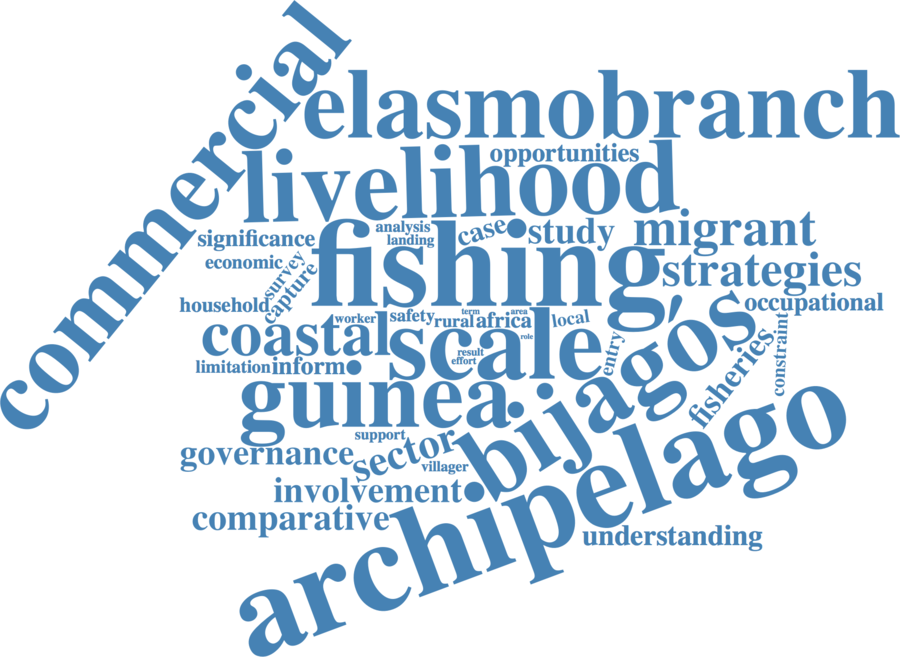 commercial
elasmobranch
livelihood
opportunities
fishing
analysis
landing
case
study
migrant
significance
economic
survey
capture
strategies
household
occupational
worker
safety
rural
term
africa
area
role
local
coastal
scale
result
effort
entry
bijagós
fisheries
constraint
limitation
inform
guinea
support
governance
sector
villager
archipelago
involvement
comparative
understanding